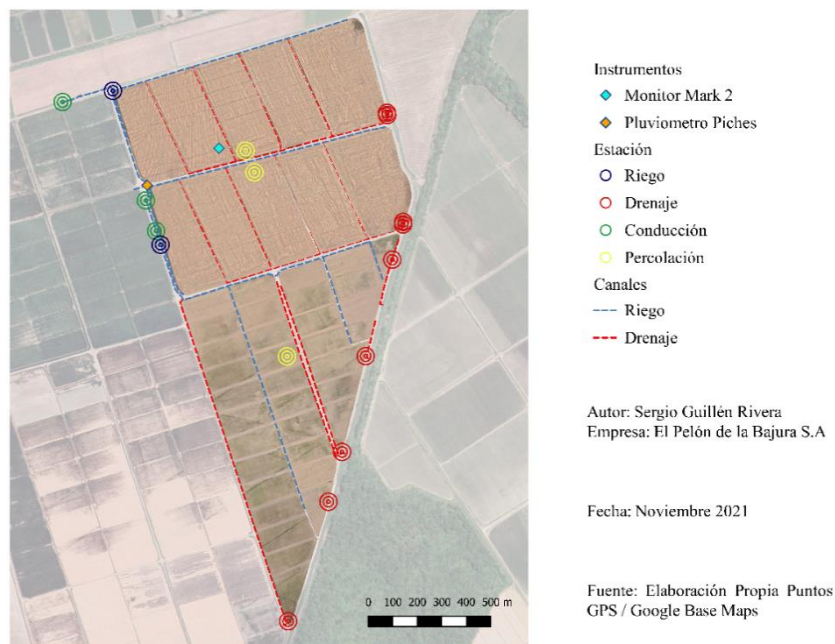 Instrumentos
Monitor Mark 2
Pluviometro Piches
Estación
Riego
Drenaje
Conducción
Percolación
Canales
Riego
Drenaje
Autor: Sergio Guillén Rivera
Empresa: El Pelón de la Bajura S.A
Fecha: Noviembre 2021
Fuente: Elaboración Propia Puntos
GPS / Google Base Maps
0 100 200 300 400 500 m